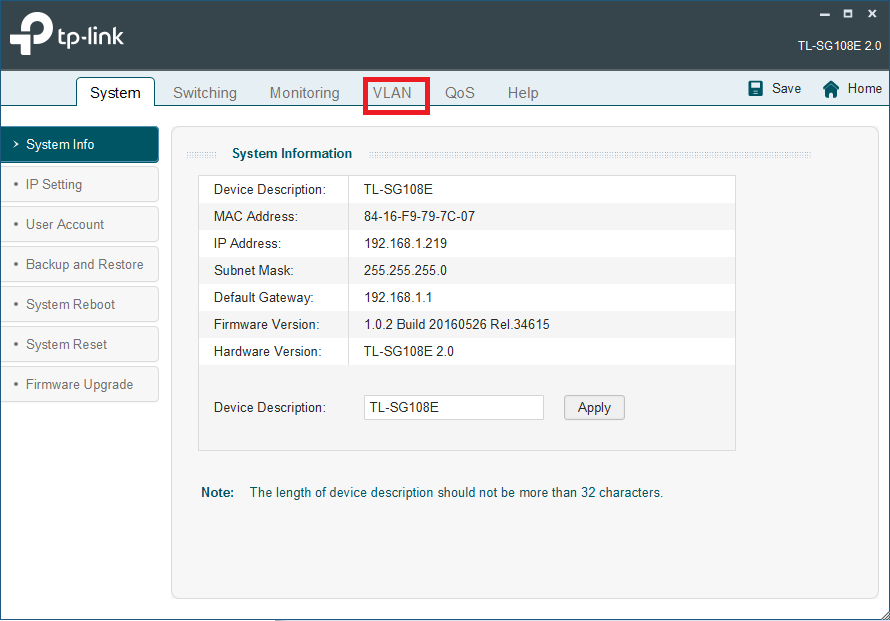 tp-link
TL-SG108E 2.0
System Switching Monitoring VLAN QoS Help Save Home
System Info
IP Setting
User Account
Backup and Restore
System Reboot
System Reset
Firmware Upgrade
System Information
Device Description: TL-SG108E
MAC Address: 84-16-F9-79-7C-07
IP Address: 192.168.1.219
Subnet Mask: 255.255.255.0
Default Gateway: 192.168.1.1
Firmware Version: 1.0.2 Build 20160526 Rel.34615
Hardware Version: TL-SG108E 2.0
Device Description: TL-SG108E Apply
Note: The length of device description should not be more than 32 characters.